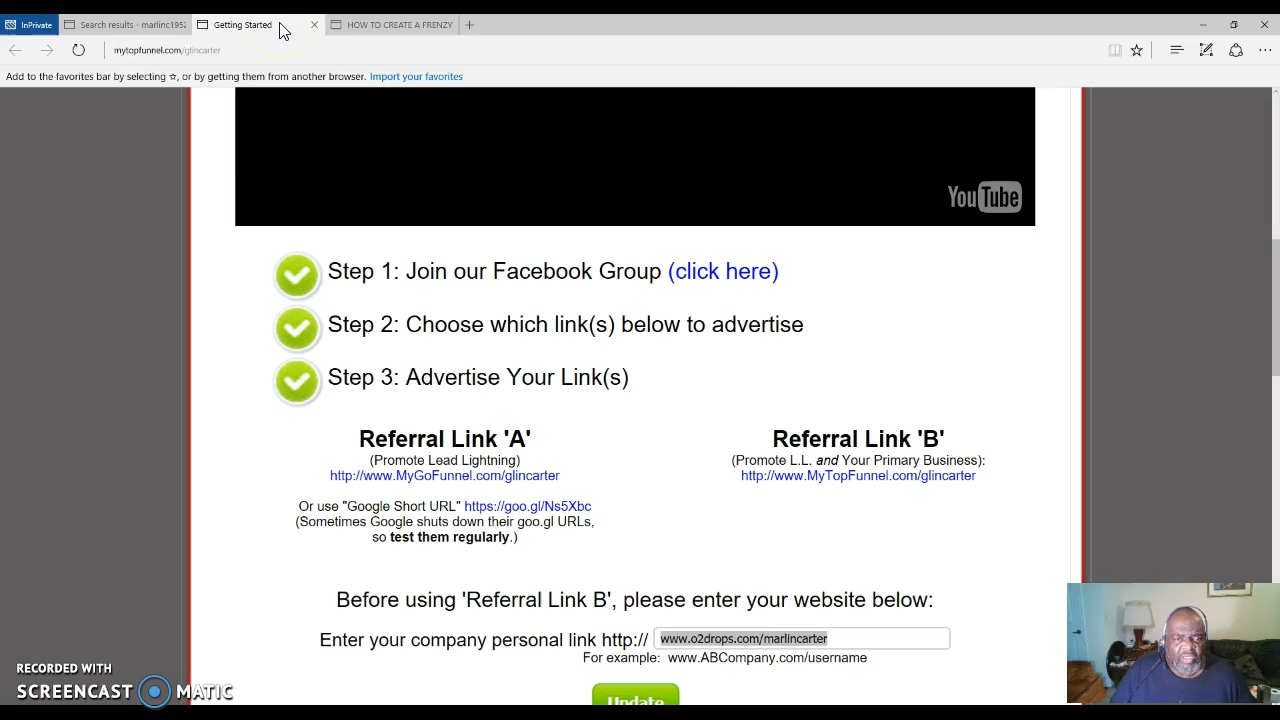 InPrivate
Search results - marlinc1952
Getting Started
HOW TO CREATE A FRENZY
mytopfunnel.com/glincarter
Add to the favorites bar by selecting ☆, or by getting them from another browser. Import your favorites
YouTube
Step 1: Join our Facebook Group (click here)
Step 2: Choose which link(s) below to advertise
Step 3: Advertise Your Link(s)
Referral Link 'A'
(Promote Lead Lightning)
http://www.MyGoFunnel.com/glincarter
Or use "Google Short URL" https://goo.gl/Ns5Xbc
(Sometimes Google shuts down their goo.gl URLs,
so test them regularly.)
Referral Link 'B'
(Promote L.L. and Your Primary Business):
http://www.MyTopFunnel.com/glincarter
Before using 'Referral Link B', please enter your website below:
Enter your company personal link http:// www.o2drops.com/marlincarter
For example: www.ABCompany.com/username
Update
RECORDED WITH
SCREENCAST MATIC